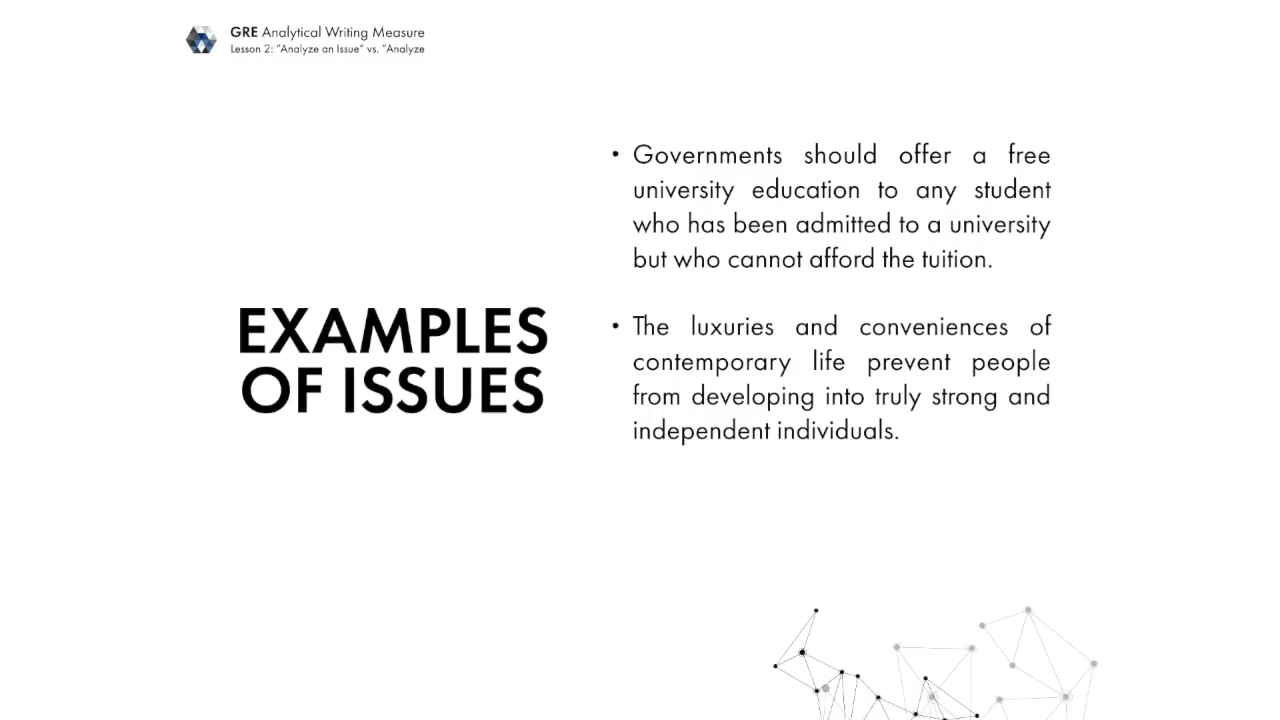 GRE Analytical Writing Measure
Lesson 2: "Analyze an Issue" vs. "Analyze
EXAMPLES
OF ISSUES
• Governments should offer a free
university education to any student
who has been admitted to a university
but who cannot afford the tuition.
• The luxuries and conveniences of
contemporary life prevent people
from developing into truly strong and
independent individuals.